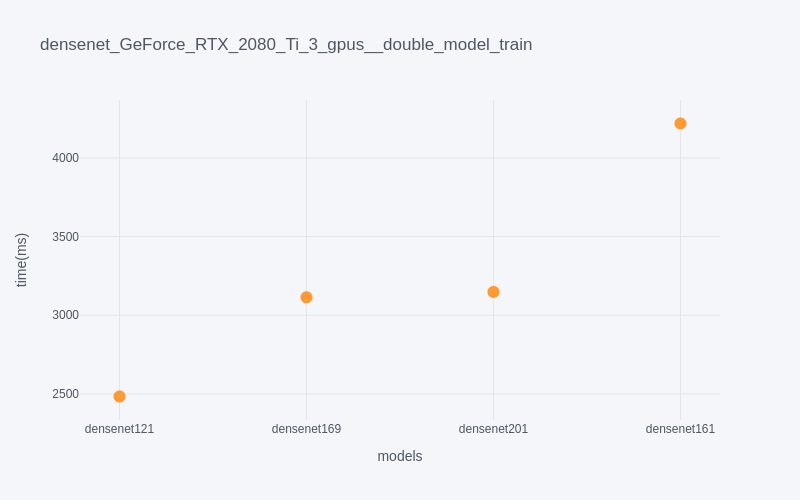 densenet_GeForce_RTX_2080_Ti_3_gpus__double_model_train
time(ms)
4000
3500
3000
2500
densenet121 densenet169 densenet201 densenet161
models